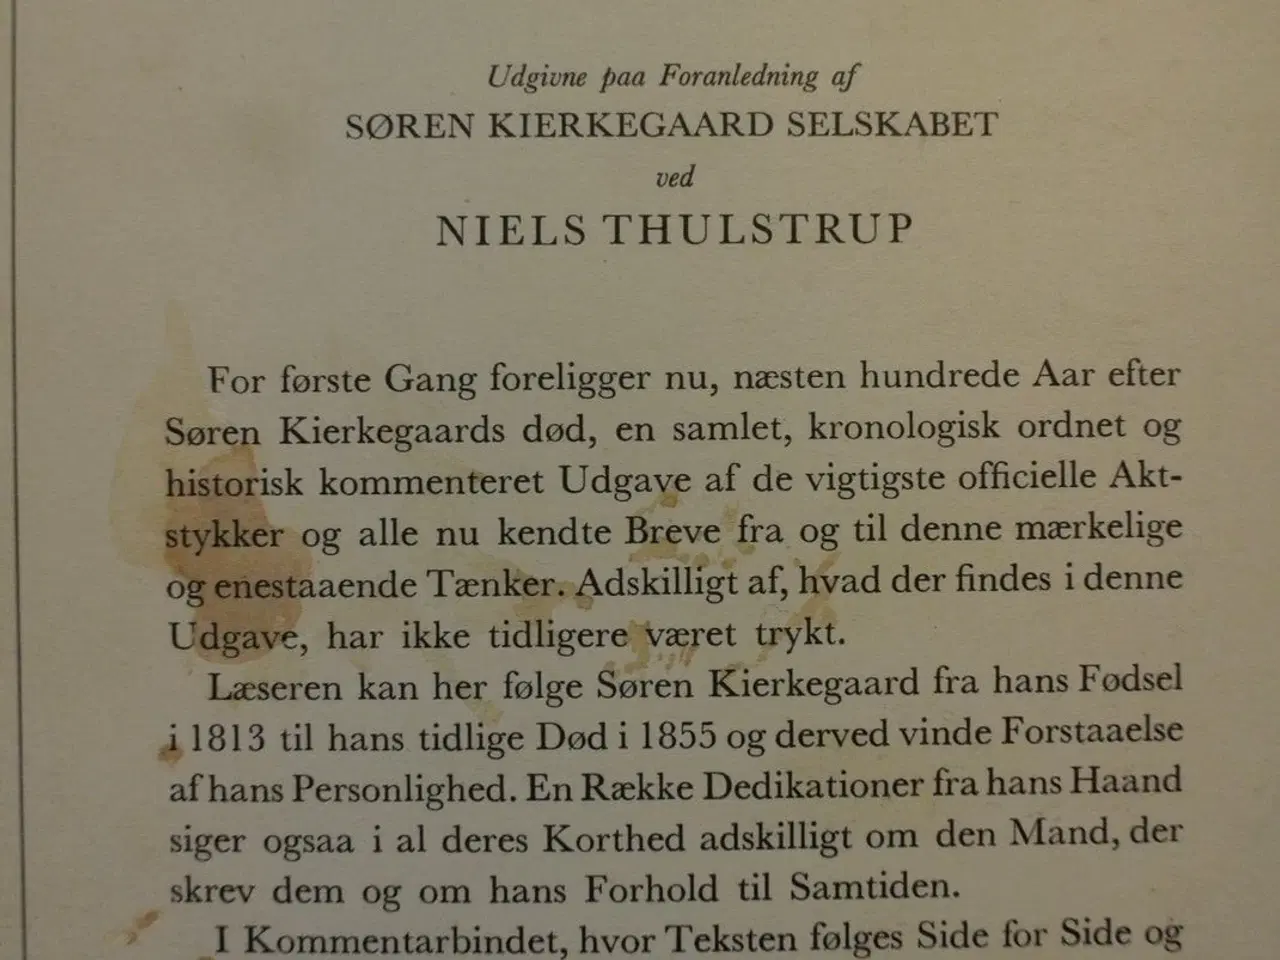 Udgivne paa Foranledning af
SØREN KIERKEGAARD SELSKABET
ved
NIELS THULSTRUP
For første Gang foreligger nu, næsten hundrede Aar efter
Søren Kierkegaards død, en samlet, kronologisk ordnet og
historisk kommenteret Udgave af de vigtigste officielle Akt-
stykker og alle nu kendte Breve fra og til denne mærkelige
og enestaaende Tænker. Adskilligt af, hvad der findes i denne
Udgave, har ikke tidligere været trykt.
Læseren kan her følge Søren Kierkegaard fra hans Fødsel
i 1813 til hans tidlige Død i 1855 og derved vinde Forstaaelse
af hans Personlighed. En Række Dedikationer fra hans Haand
siger ogsaa i al deres Korthed adskilligt om den Mand, der
skrev dem og om hans Forhold til Samtiden.
I Kommentarbindet, hvor Teksten følges Side for Side og